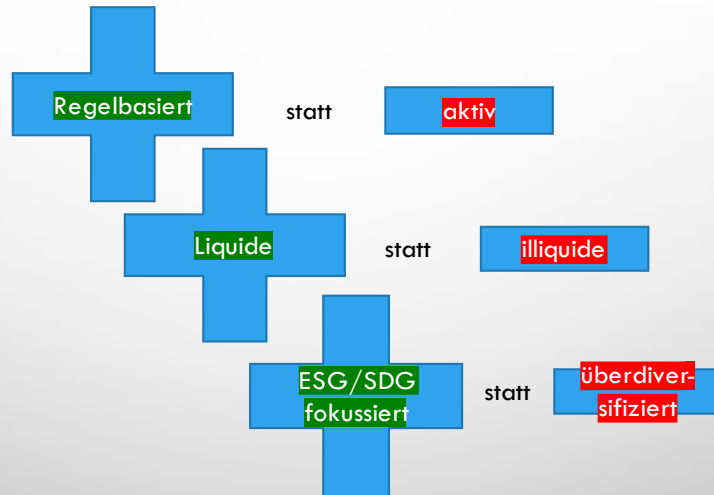 Regelbasiert statt aktiv
Liquide statt illiquide
ESG/SDG
fokussiert
statt
überdiver-
sifiziert